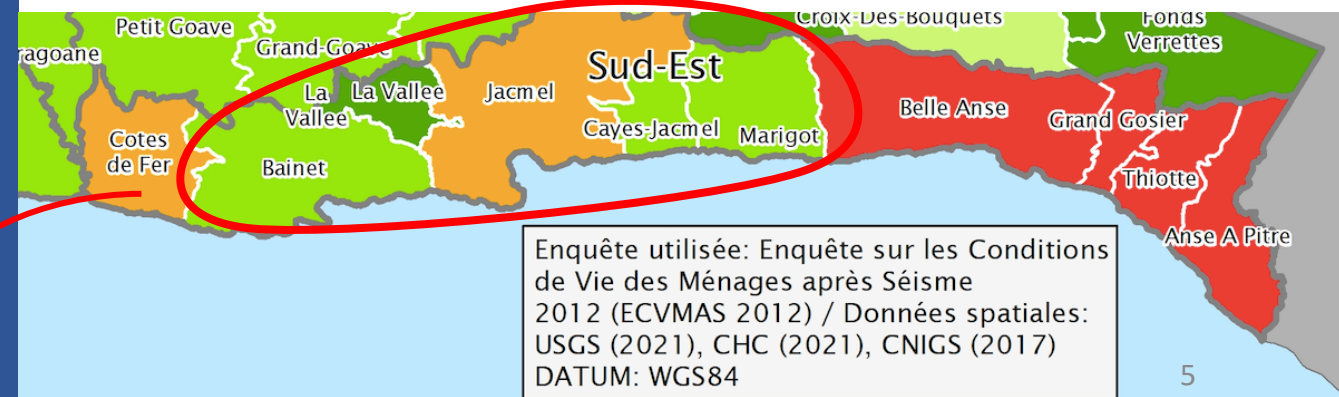 Petit Goave
Croix-Des-Bouquets
Fonds
Verrettes
ragoane
Grand-Goave
Sud-Est
La
Vallee
La Vallee
Jacmel
Belle Anse
Grand Gosier
Cotes
de Fer
Cayes-Jacmel
Marigot
Bainet
Thiotte
Anse A Pitre
Enquête utilisée: Enquête sur les Conditions
de Vie des Ménages après Séisme
2012 (ECVMAS 2012) / Données spatiales:
USGS (2021), CHC (2021), CNIGS (2017)
DATUM: WGS84
5